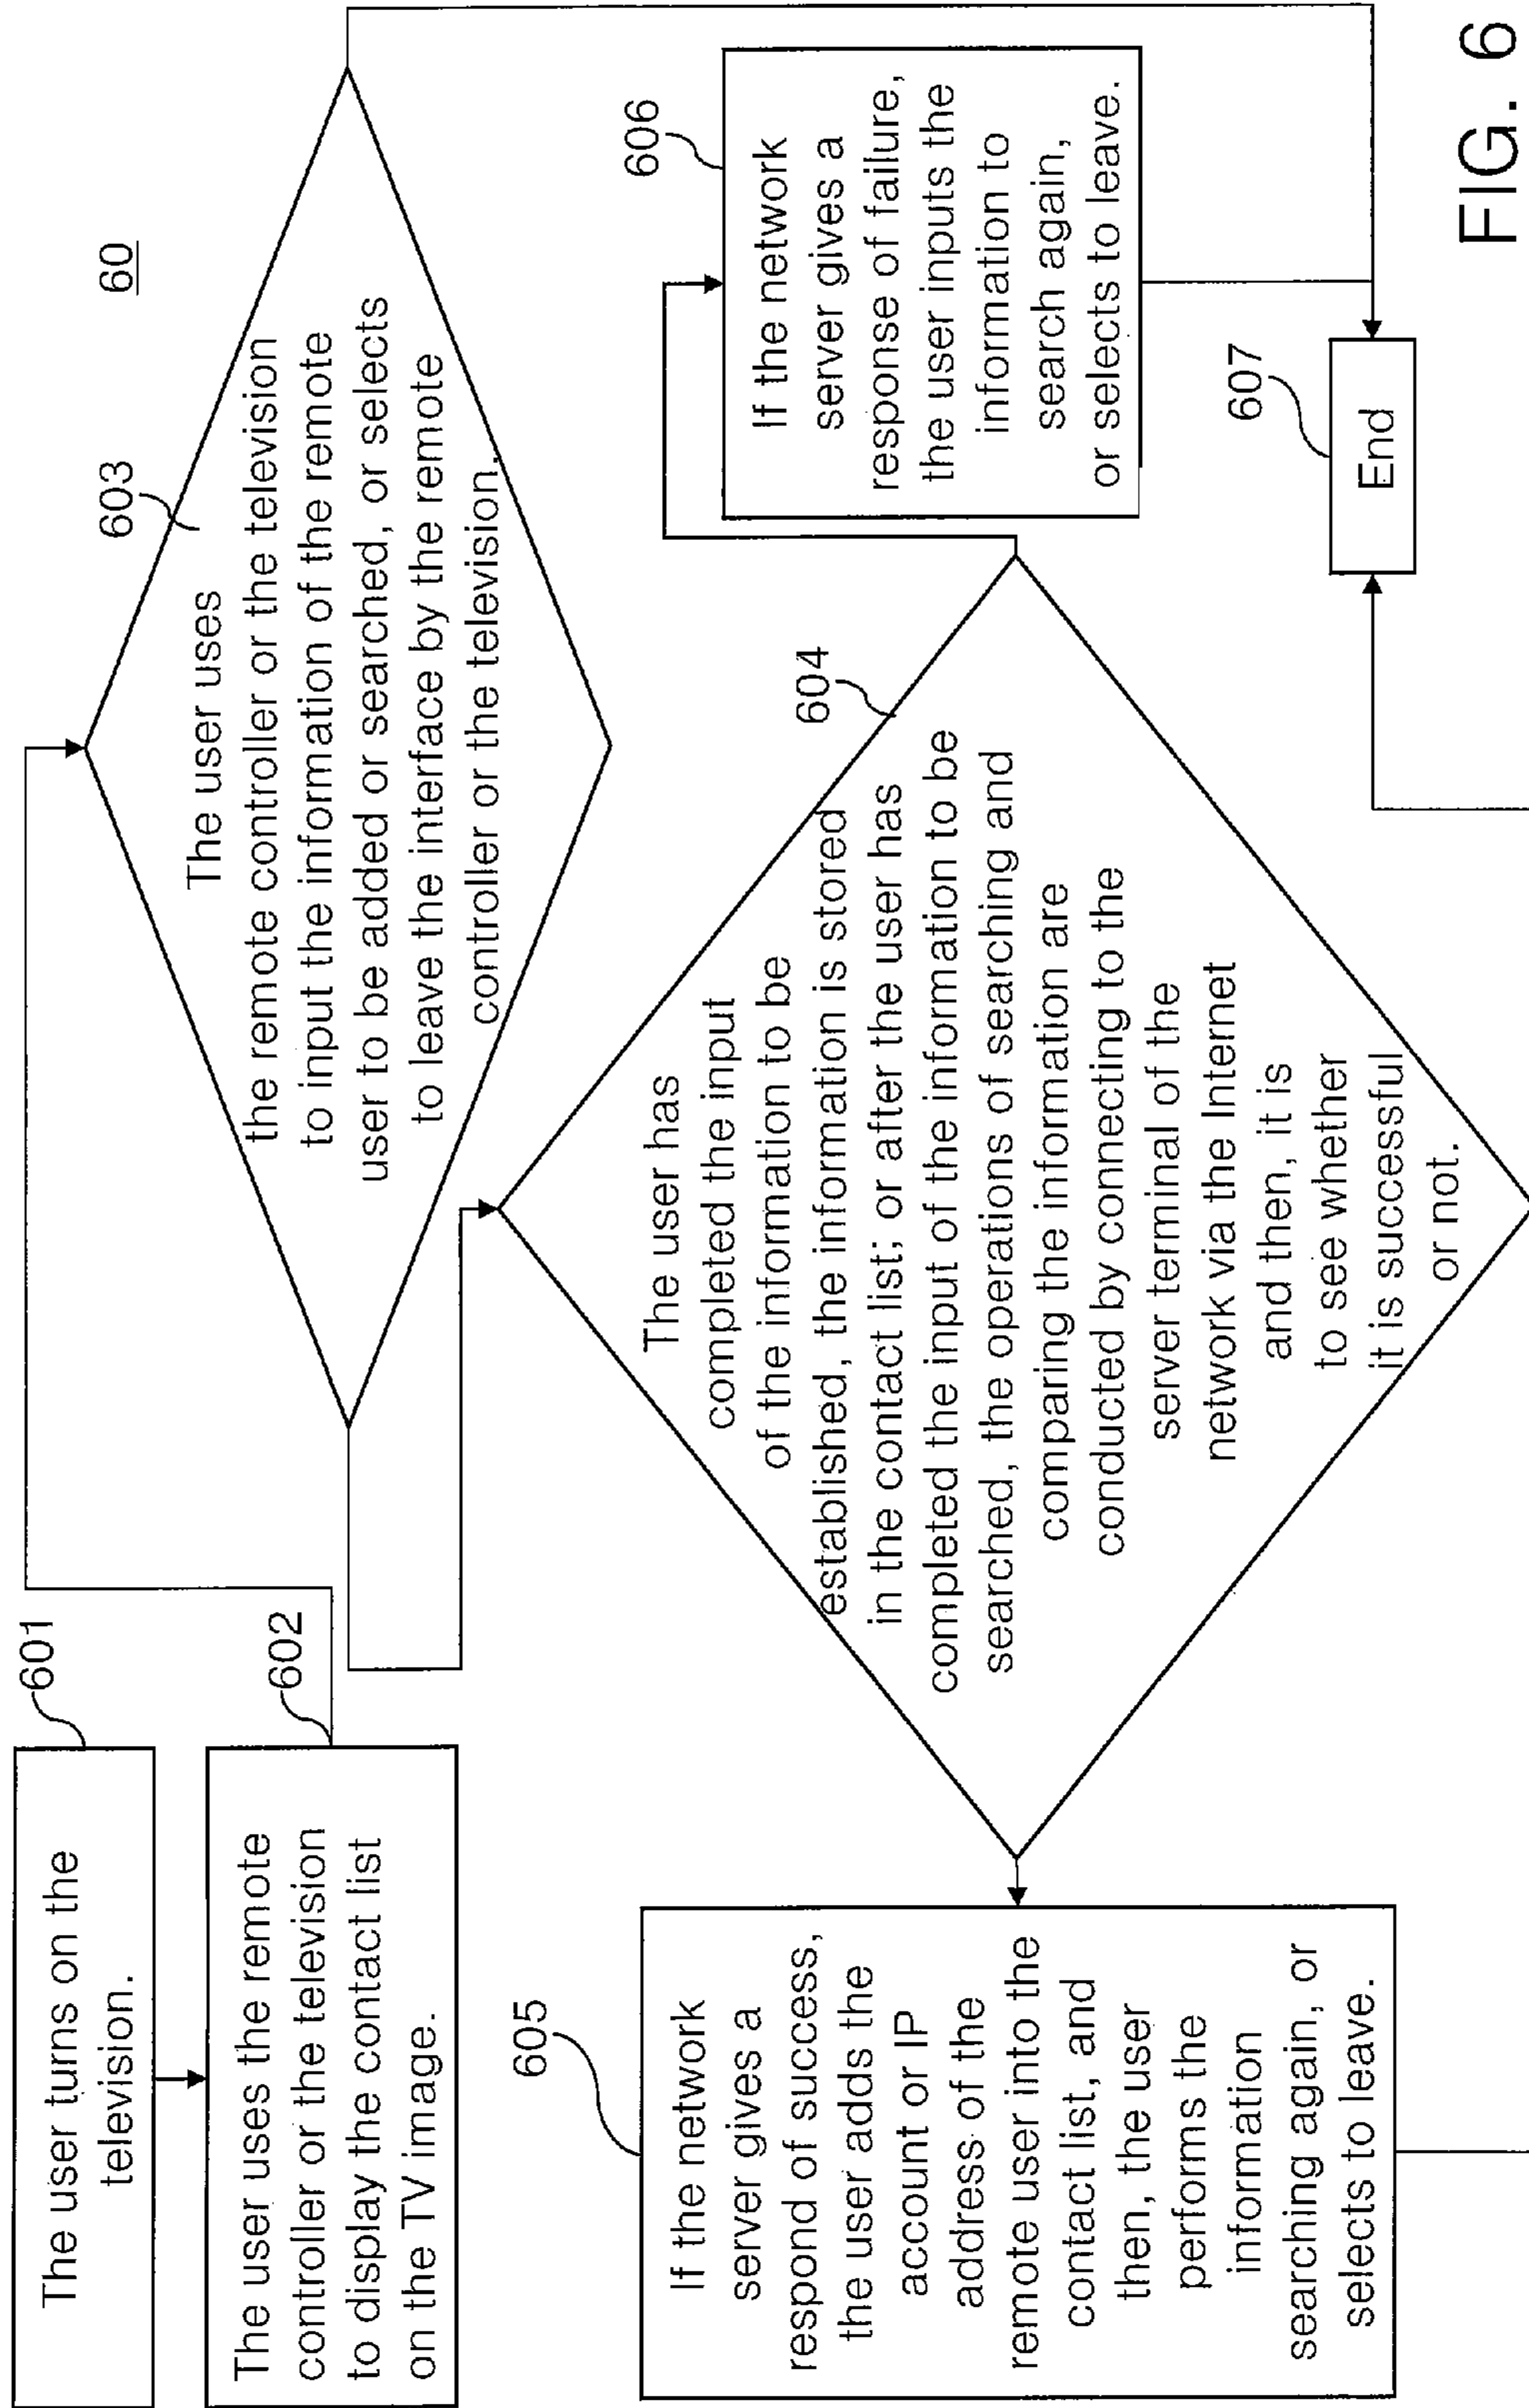 60
601
The user turns on the
television.
602
The user uses the remote
controller or the television
to display the contact list
on the TV image.
603
The user uses
the remote controller or the television
to input the information of the remote
user to be added or searched, or selects
to leave the interface by the remote
controller or the television.
604
The user has
completed the input
of the information to be
established, the information is stored
in the contact list; or after the user has
completed the input of the information to be
searched, the operations of searching and
comparing the information are
conducted by connecting to the
server terminal of the
network via the Internet
and then, it is
to see whether
it is successful
or not.
605
If the network
server gives a
respond of success,
the user adds the
account or IP
address of the
remote user into the
contact list, and
then, the user
performs the
information
searching again, or
selects to leave.
606
If the network
server gives a
response of failure,
the user inputs the
information to
search again,
or selects to leave.
607
End
FIG. 6